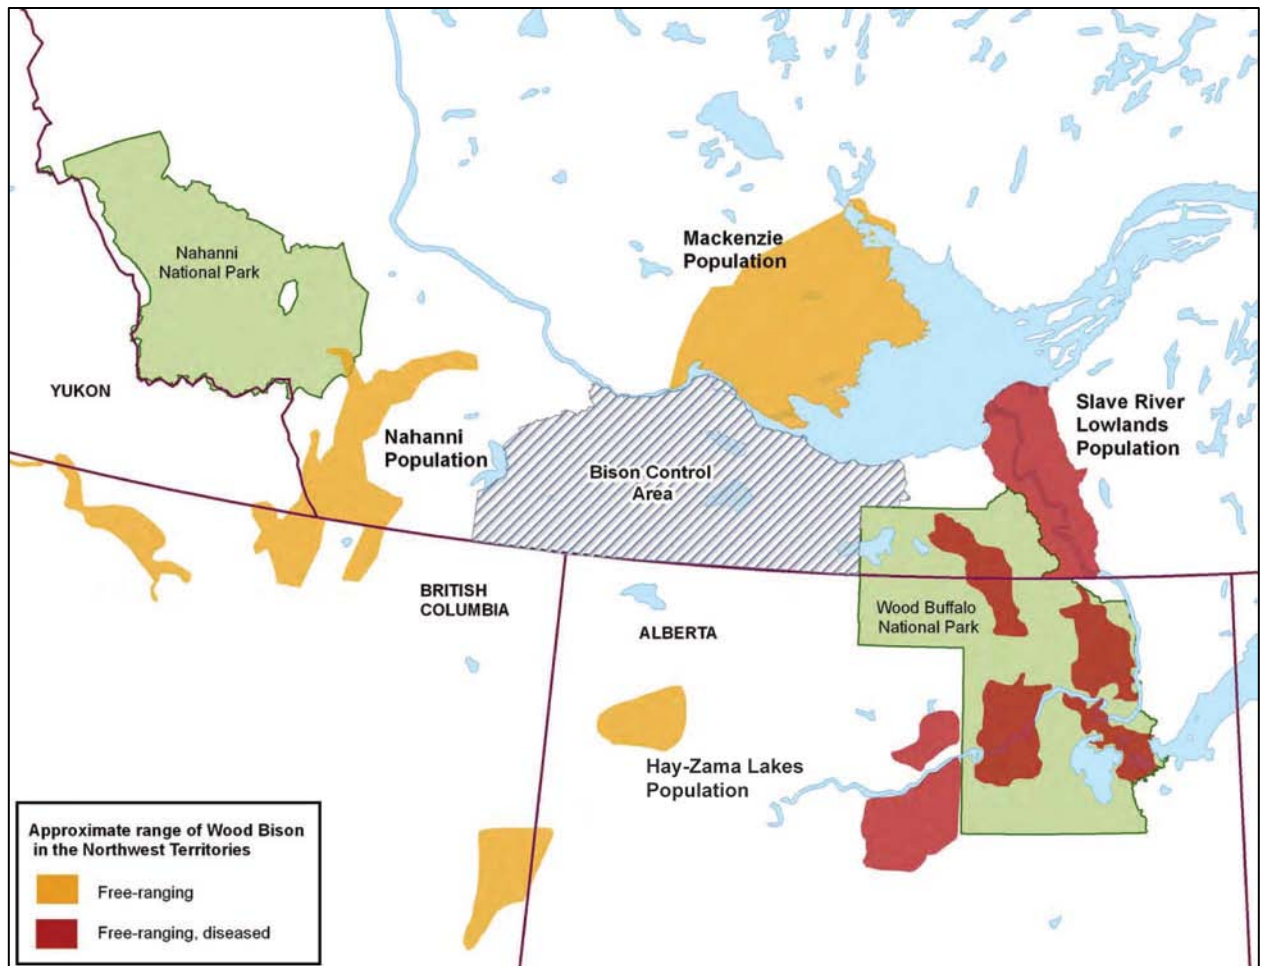 Nahanni
National Park
Mackenzie
Population
YUKON
Nahanni
Population
Slave River
Lowlands
Population
Bison Control
Area
BRITISH
COLUMBIA
ALBERTA
Wood Buffalo
National Park
Hay-Zama Lakes
Population
Approximate range of Wood Bison
in the Northwest Territories
Free-ranging
Free-ranging, diseased